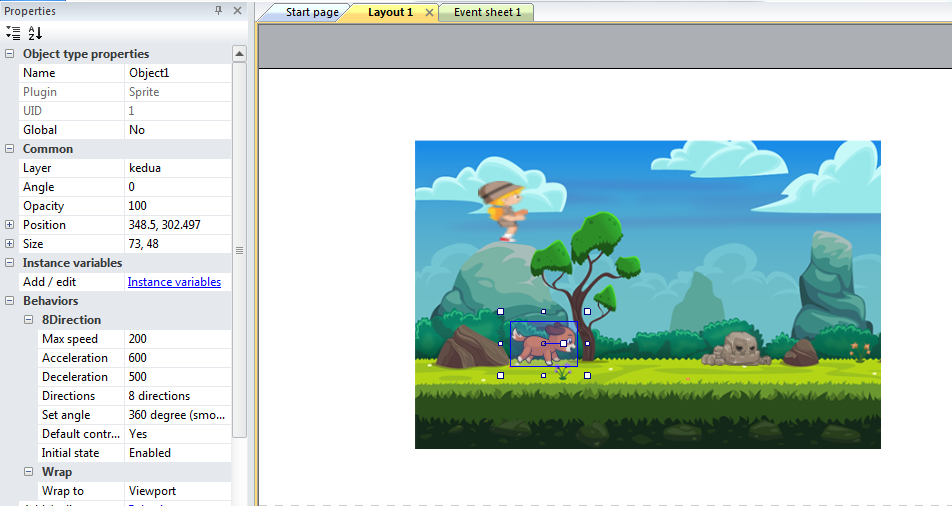 Properties
Start page
Layout 1
Event sheet 1
Object type properties
Name Object1
Plugin Sprite
UID 1
Global No
Common
Layer kedua
Angle 0
Opacity 100
Position 348.5, 302.497
Size 73, 48
Instance variables
Add / edit Instance variables
Behaviors
8Direction
Max speed 200
Acceleration 600
Deceleration 500
Directions 8 directions
Set angle 360 degree (smo...
Default contr... Yes
Initial state Enabled
Wrap
Wrap to Viewport